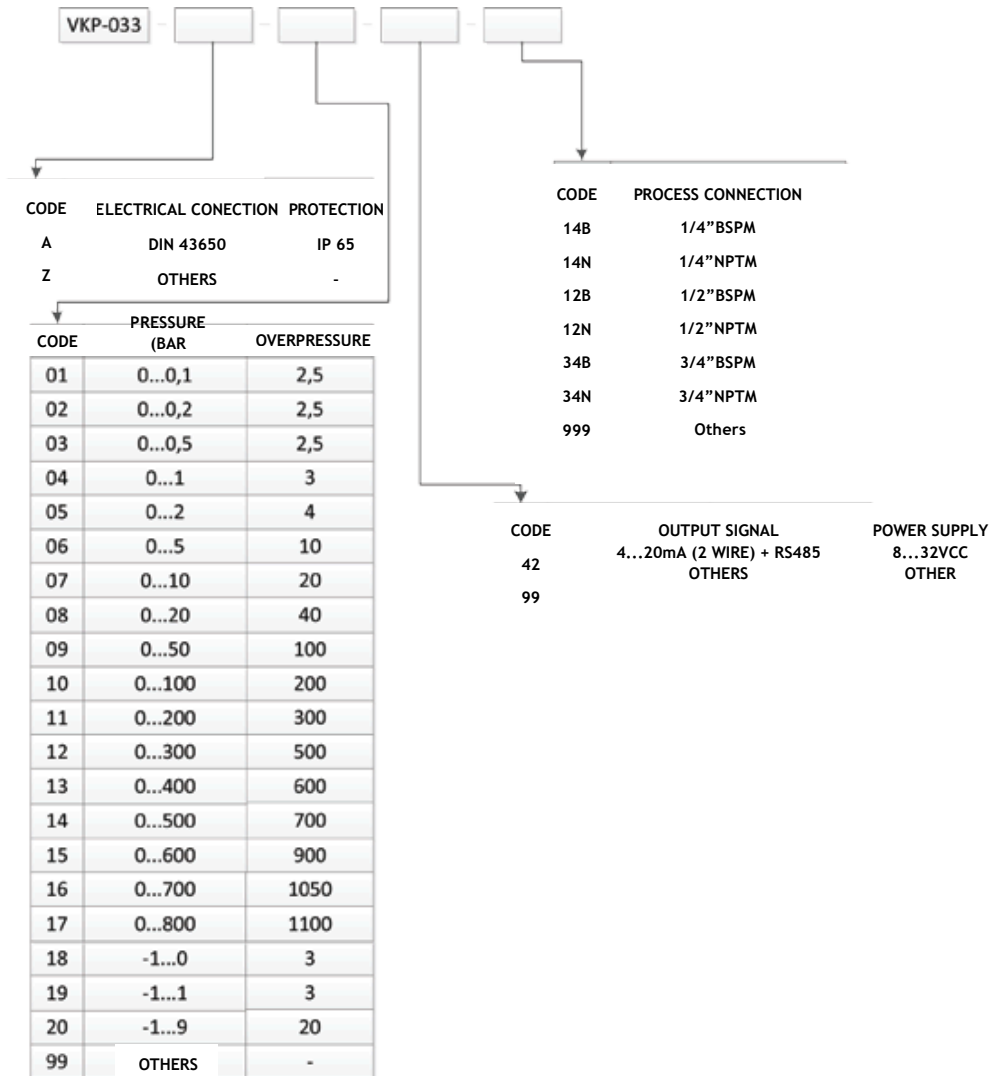 VKP-033 - - - -
CODE ELECTRICAL CONECTION PROTECTION
A DIN 43650 IP 65
Z OTHERS -
CODE PRESSURE (BAR OVERPRESSURE
01 0...0,1 2,5
02 0...0,2 2,5
03 0...0,5 2,5
04 0...1 3
05 0...2 4
06 0...5 10
07 0...10 20
08 0...20 40
09 0...50 100
10 0...100 200
11 0...200 300
12 0...300 500
13 0...400 600
14 0...500 700
15 0...600 900
16 0...700 1050
17 0...800 1100
18 -1...0 3
19 -1...1 3
20 -1...9 20
99 OTHERS -
CODE PROCESS CONNECTION
14B 1/4”BSPM
14N 1/4”NPTM
12B 1/2”BSPM
12N 1/2”NPTM
34B 3/4”BSPM
34N 3/4”NPTM
999 Others
CODE OUTPUT SIGNAL POWER SUPPLY
42 4...20mA (2 WIRE) + RS485 8...32VCC
99 OTHERS OTHER